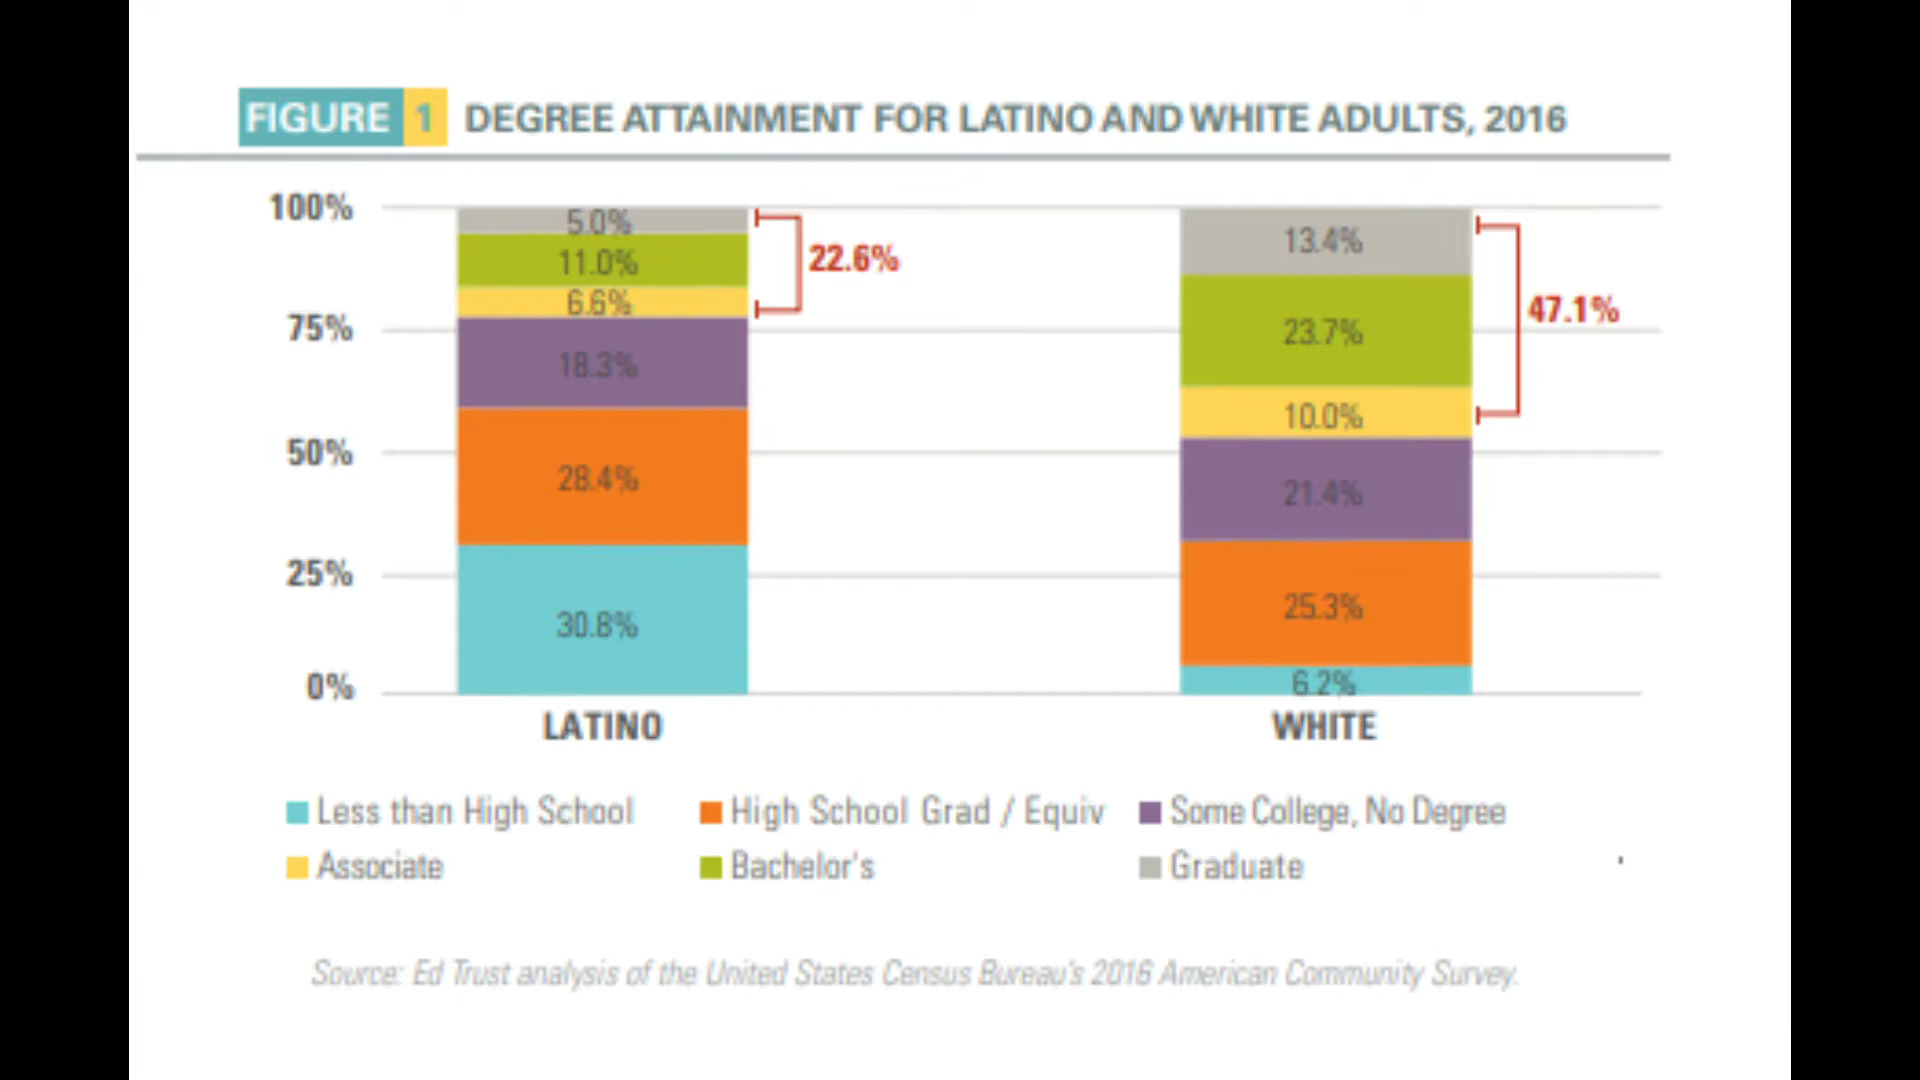 FIGURE 1 DEGREE ATTAINMENT FOR LATINO AND WHITE ADULTS, 2016
100%
75%
50%
25%
0%
5.0%
11.0%
6.6%
18.3%
28.4%
30.8%
22.6%
13.4%
23.7%
10.0%
21.4%
25.3%
6.2%
47.1%
LATINO
WHITE
Less than High School
High School Grad / Equiv
Some College, No Degree
Associate
Bachelor's
Graduate
Source: Ed Trust analysis of the United States Census Bureau's 2016 American Community Survey.